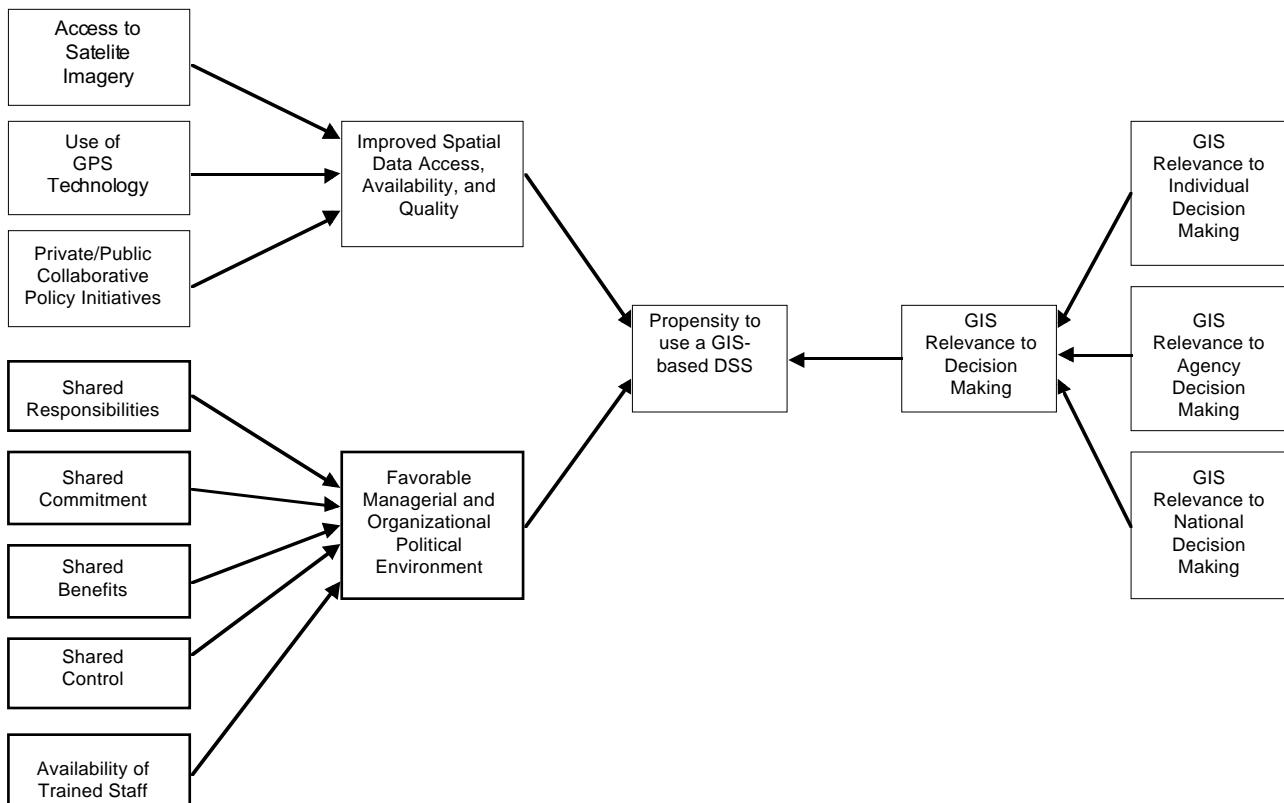 Access to
Satelite
Imagery
Use of
GPS
Technology
Private/Public
Collaborative
Policy Initiatives
Shared
Responsibilities
Shared
Commitment
Shared
Benefits
Shared
Control
Availability of
Trained Staff
Improved Spatial
Data Access,
Availability, and
Quality
Favorable
Managerial and
Organizational
Political
Environment
Propensity to
use a GIS-
based DSS
GIS
Relevance to
Decision
Making
GIS
Relevance to
Individual
Decision
Making
GIS
Relevance to
Agency
Decision
Making
GIS
Relevance to
National
Decision
Making